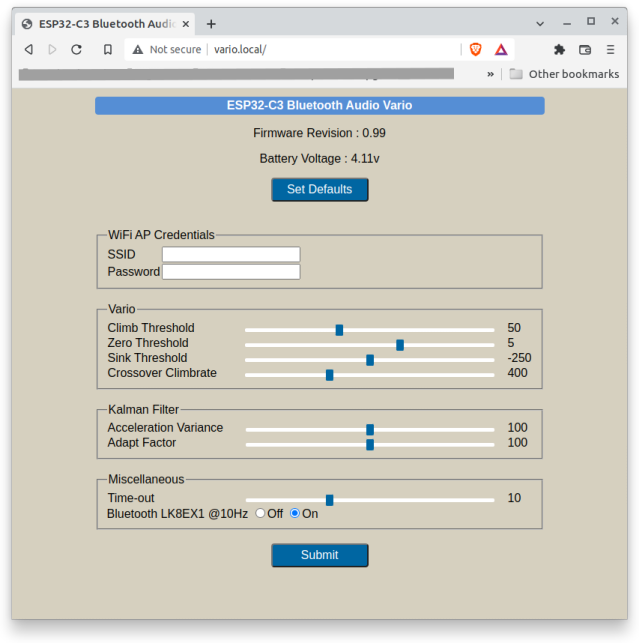 ESP32-C3 Bluetooth Audio
Not secure | vario.local/
» Other bookmarks
ESP32-C3 Bluetooth Audio Vario
Firmware Revision : 0.99
Battery Voltage : 4.11v
Set Defaults
WiFi AP Credentials
SSID
Password
Vario
Climb Threshold 50
Zero Threshold 5
Sink Threshold -250
Crossover Climbrate 400
Kalman Filter
Acceleration Variance 100
Adapt Factor 100
Miscellaneous
Time-out 10
Bluetooth LK8EX1 @10Hz Off On
Submit